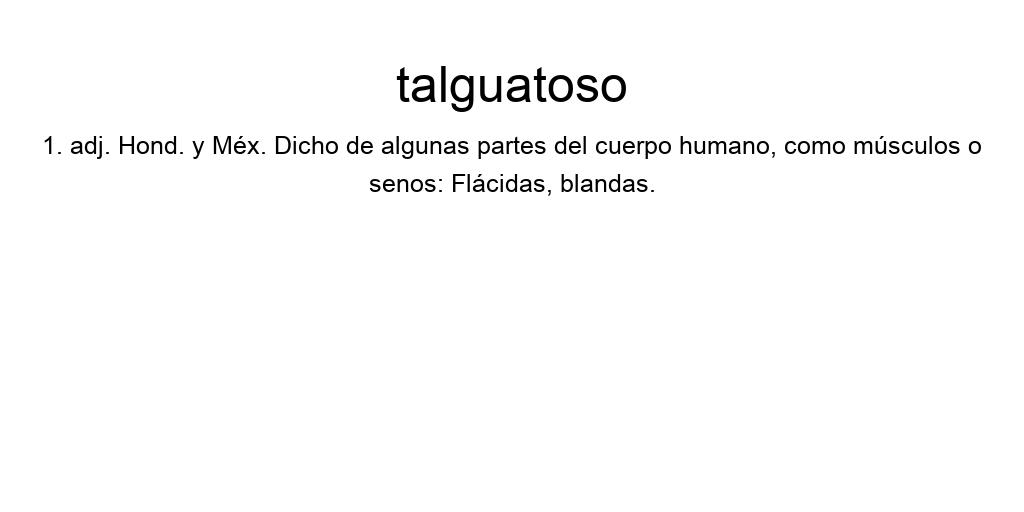 talguatoso
1. adj. Hond. y Méx. Dicho de algunas partes del cuerpo humano, como músculos o
senos: Flácidas, blandas.